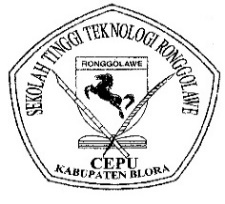 SEKOLAH TINGGI TEKNOLOGI RONGGOLAWE
RONGGOLAWE
CEPU
KABUPATEN BLORA